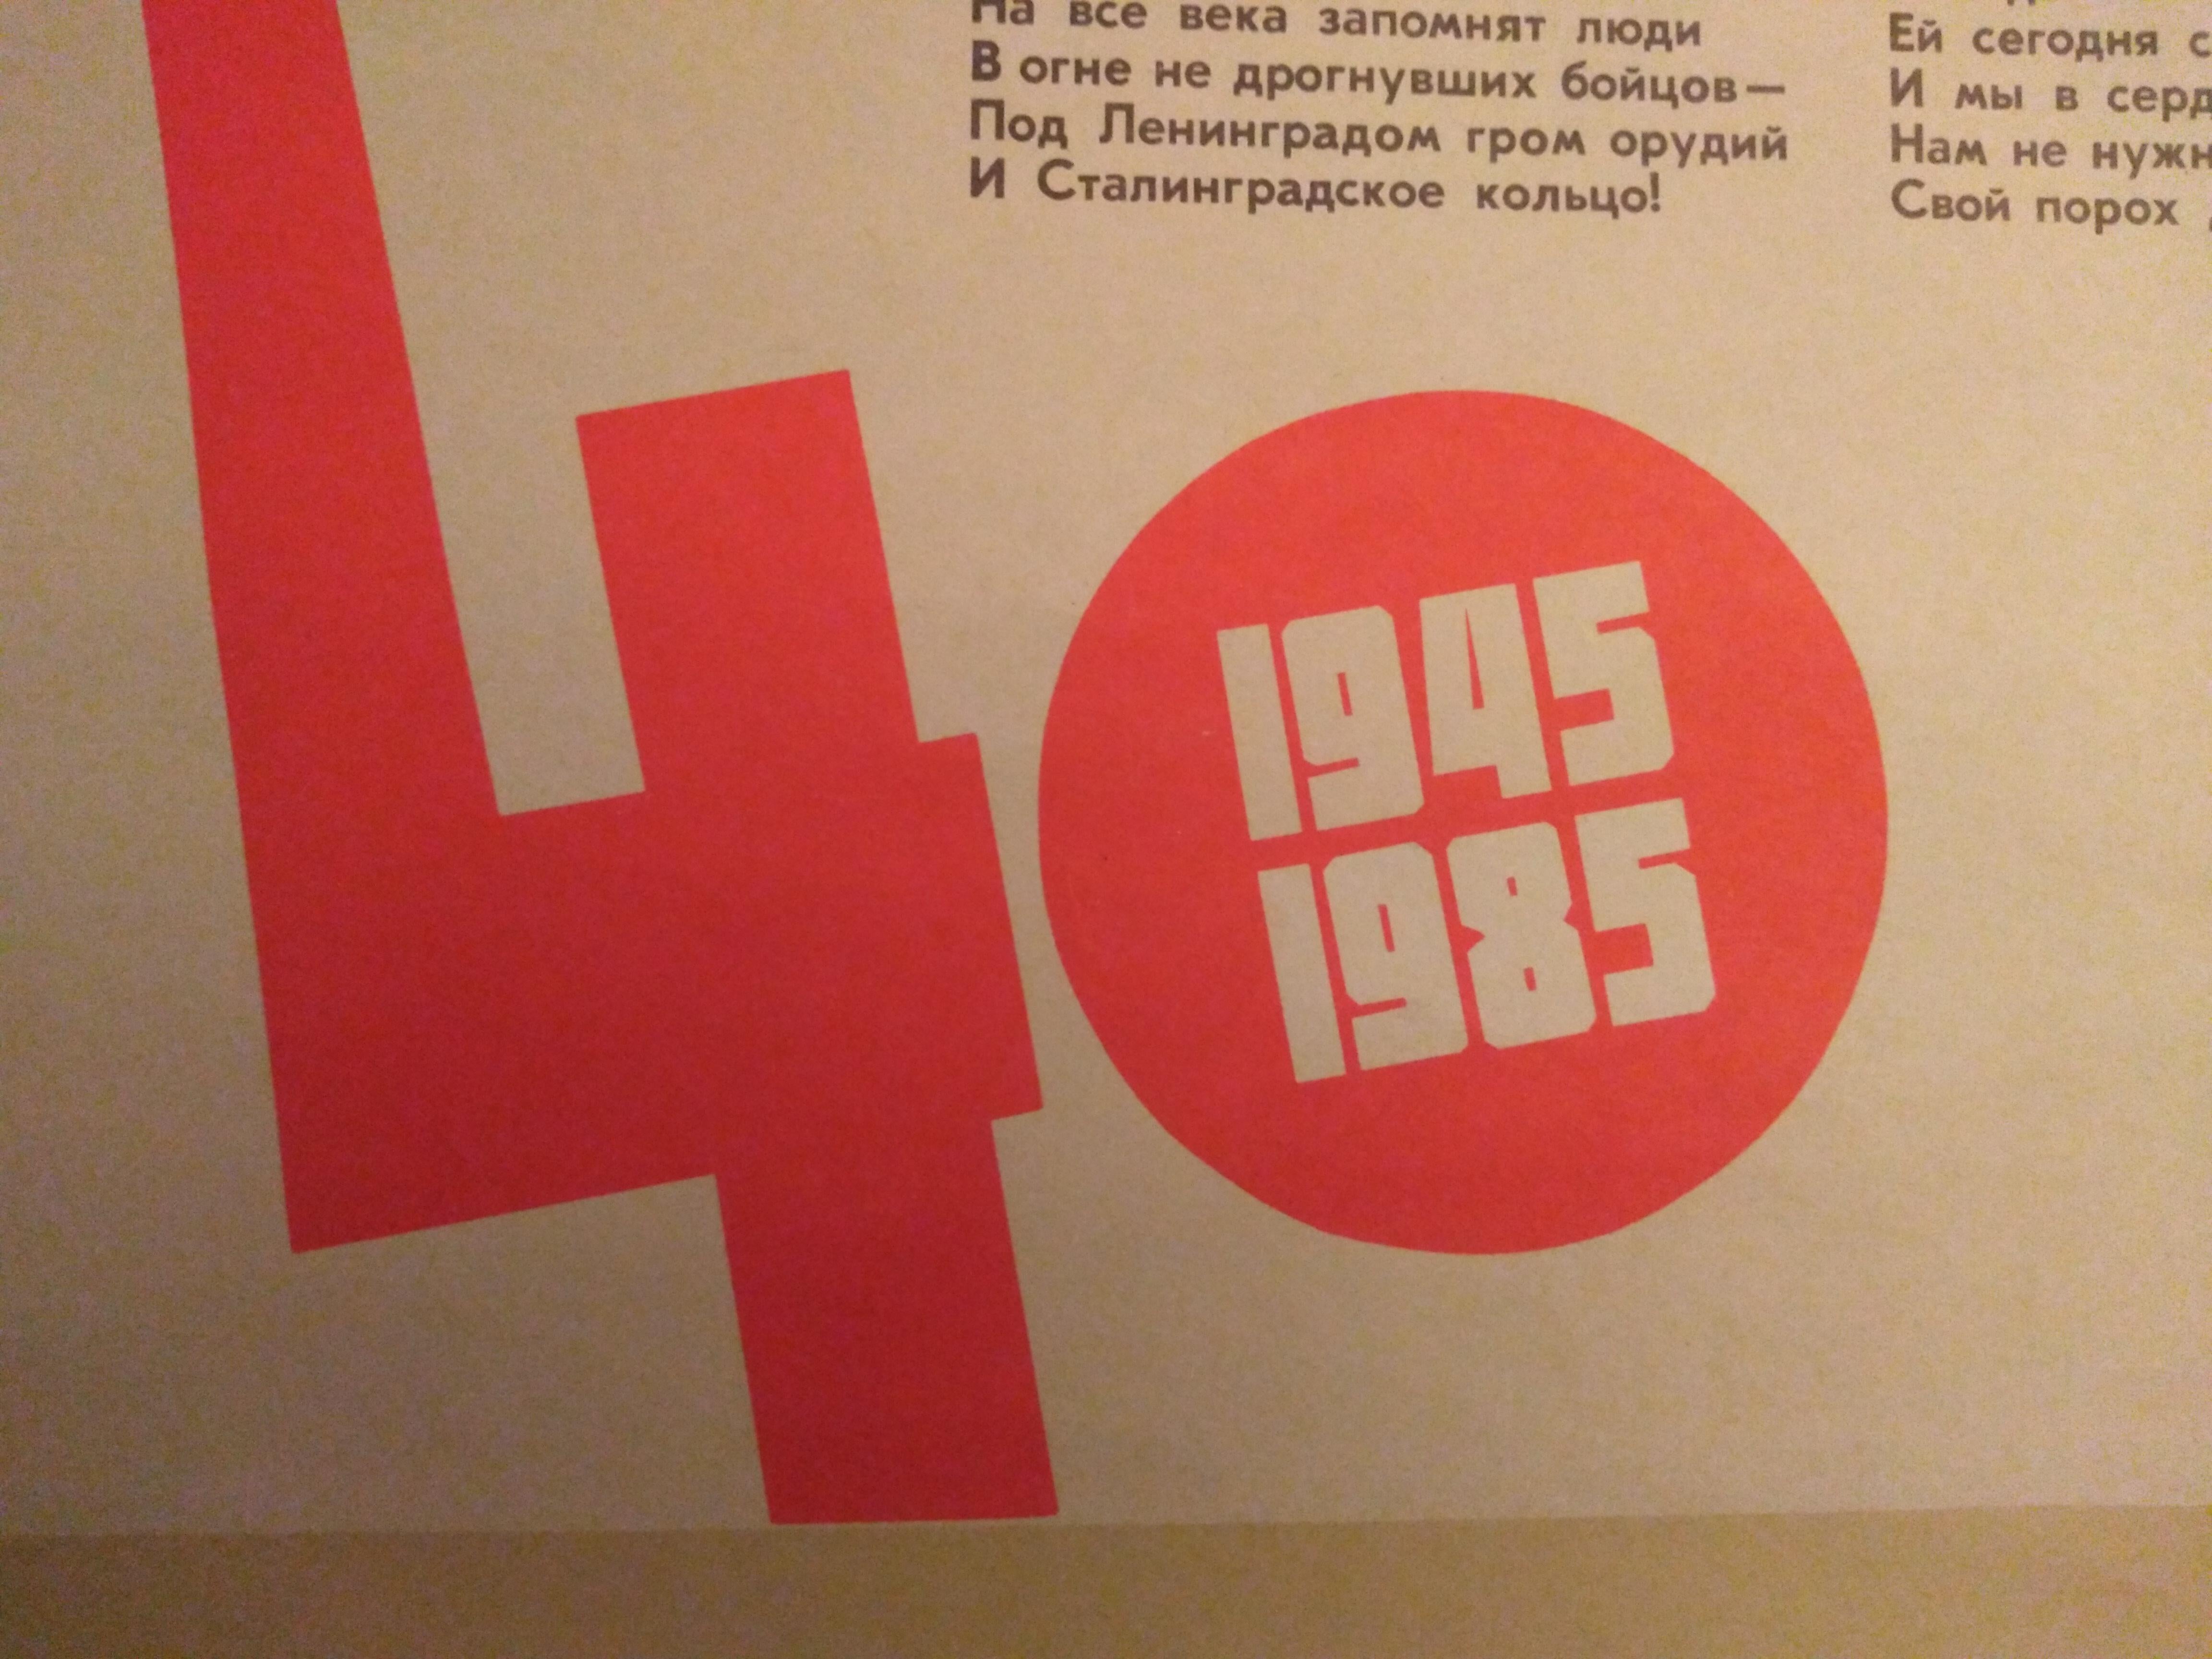 На все века запомнят люди
В огне не дрогнувших бойцов—
Под Ленинградом гром орудий
И Сталинградское кольцо!
Ей сегодня
И мы в
Нам не
Свой порох
40
1945
1985